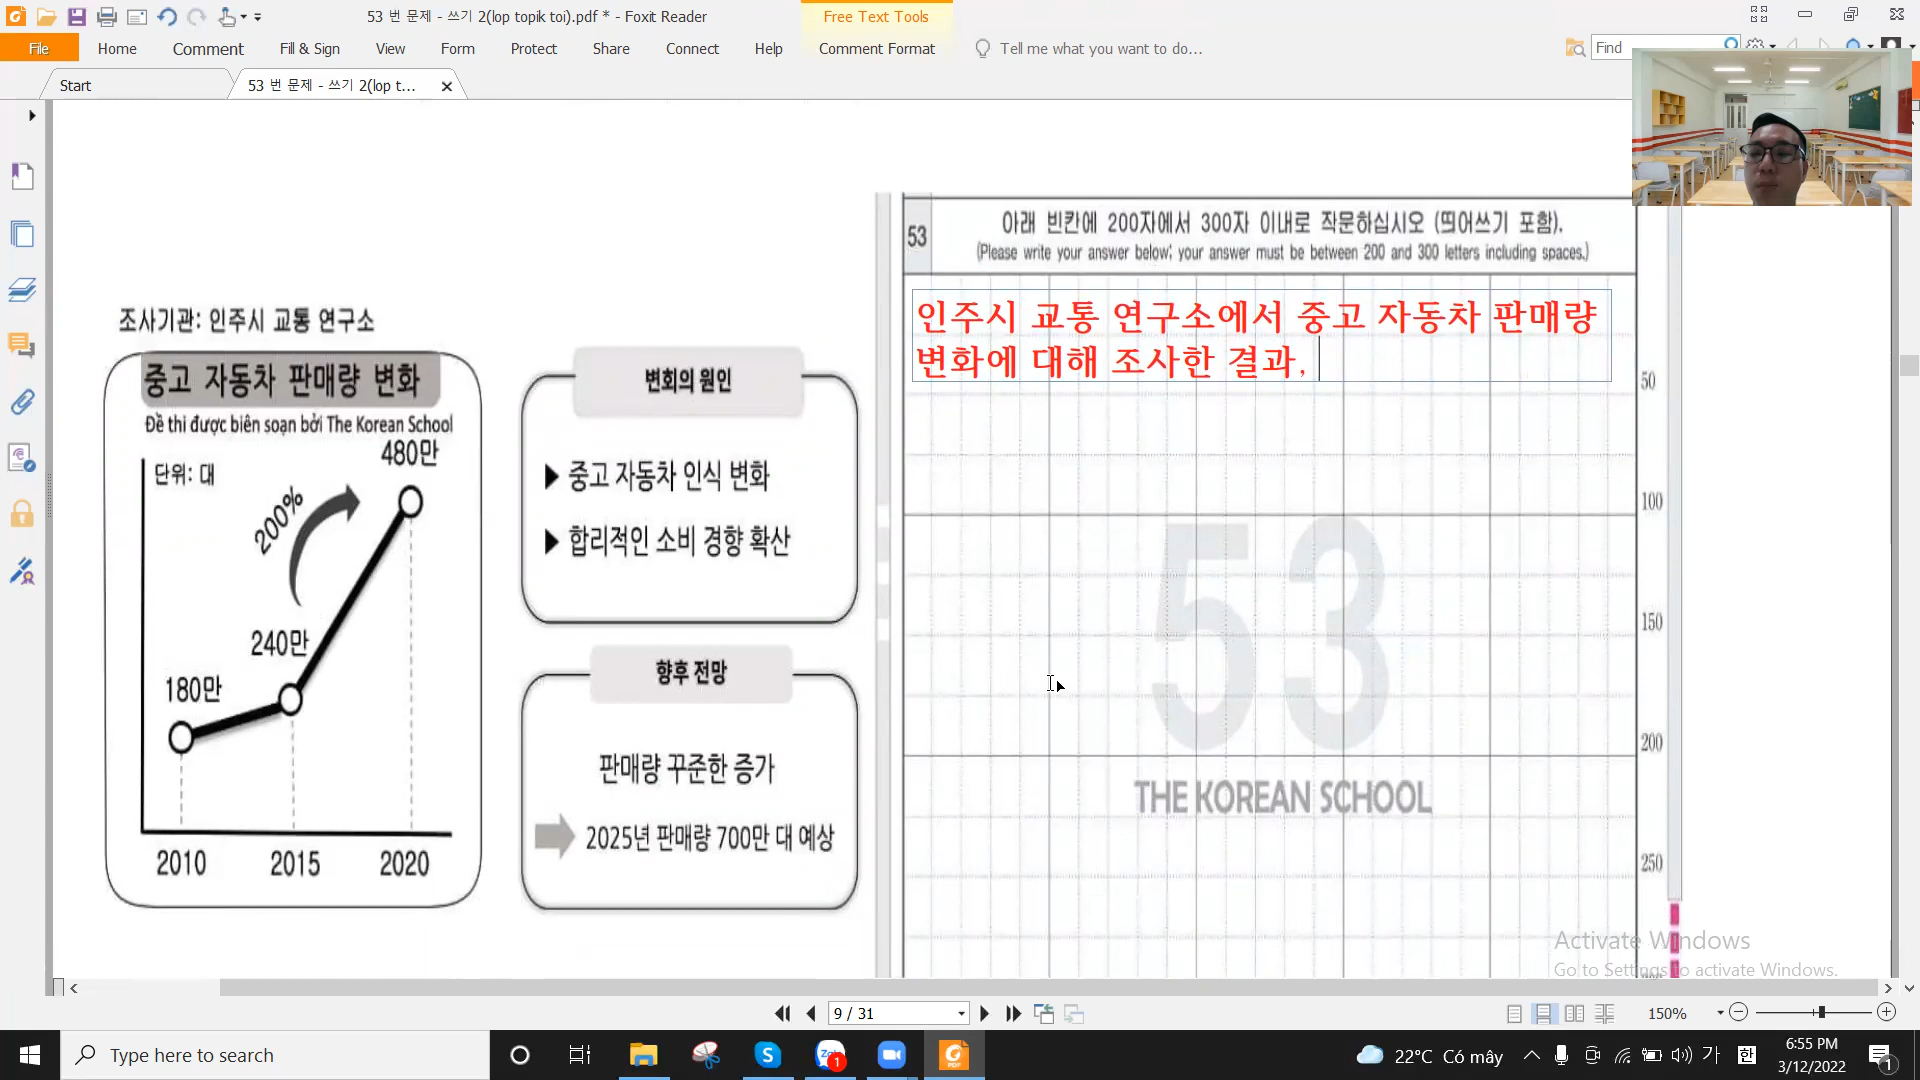 53 번 문제 - 쓰기 2(lop topik toi).pdf * - Foxit Reader
Free Text Tools
File
Home
Comment
Fill & Sign
View
Form
Protect
Share
Connect
Help
Comment Format
Tell me what you want to do...
Find
Start
53 번 문제 - 쓰기 2(lop t...
조사기관: 인주시 교통 연구소
중고 자동차 판매량 변화
Đề thi được biên soạn bởi The Korean School
단위: 대
480만
200%
240만
180만
2010
2015
2020
변회의 원인
▶ 중고 자동차 인식 변화
▶ 합리적인 소비 경향 확산
향후 전망
판매량 꾸준한 증가
2025년 판매량 700만 대 예상
53
아래 빈칸에 200자에서 300자 이내로 작문하십시오 (띄어쓰기 포함).
(Please write your answer below; your answer must be between 200 and 300 letters including spaces.)
인주시 교통 연구소에서 중고 자동차 판매량
변화에 대해 조사한 결과,
50
100
150
200
250
53
THE KOREAN SCHOOL
Activate Windows
Go to Settings to activate Windows.
9 / 31
150%
Type here to search
22°C Có mây
가
한
6:55 PM
3/12/2022
1